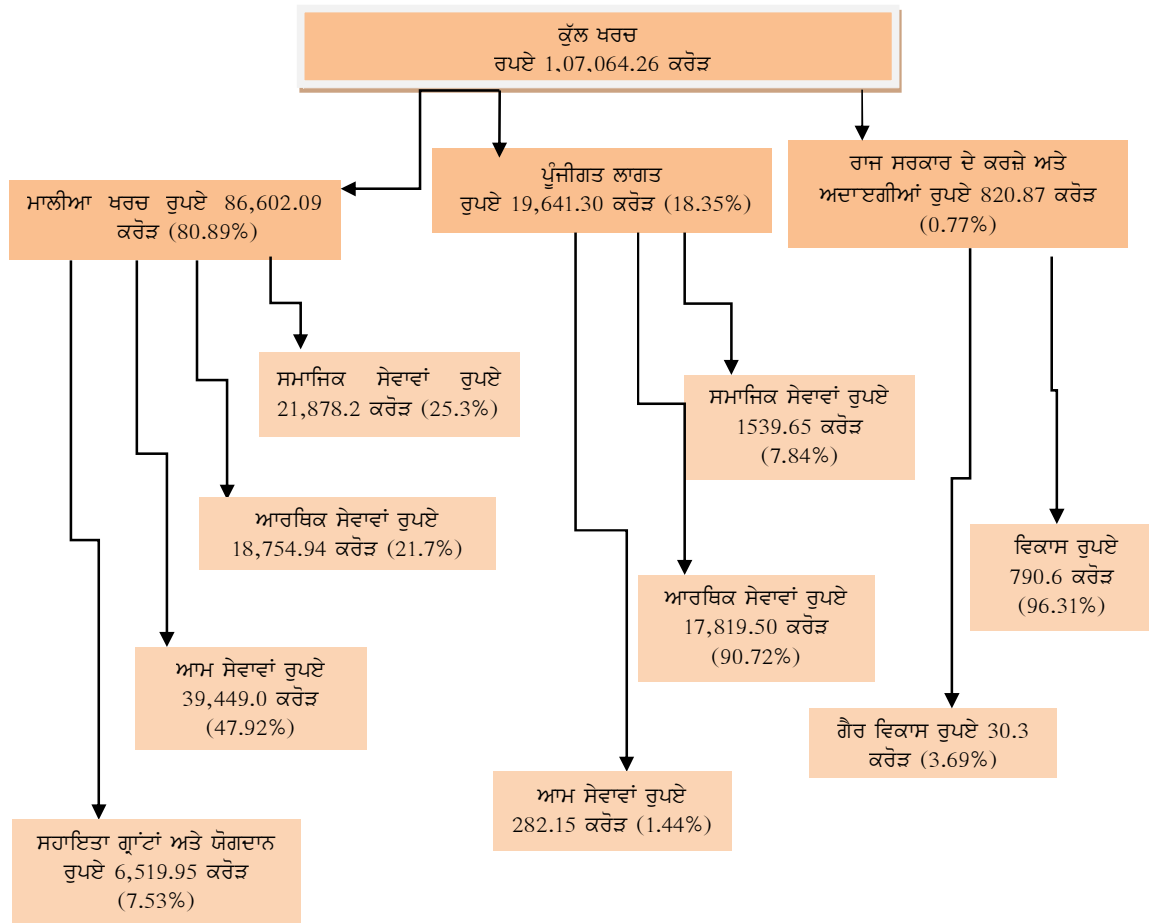 ਕੁੱਲ ਖਰਚ
ਰਪਏ 1,07,064.26 ਕਰੋੜ
ਪੂੰਜੀਗਤ ਲਾਗਤ
ਰੁਪਏ 19,641.30 ਕਰੋੜ (18.35%)
ਰਾਜ ਸਰਕਾਰ ਦੇ ਕਰਜ਼ੇ ਅਤੇ
ਅਦਾਏਗੀਆਂ ਰੁਪਏ 820.87 ਕਰੋੜ
(0.77%)
ਮਾਲੀਆ ਖਰਚ ਰੁਪਏ 86,602.09
ਕਰੋੜ (80.89%)
ਸਮਾਜਿਕ ਸੇਵਾਵਾਂ ਰੁਪਏ
21,878.2 ਕਰੋੜ (25.3%)
ਸਮਾਜਿਕ ਸੇਵਾਵਾਂ ਰੁਪਏ
1539.65 ਕਰੋੜ
(7.84%)
ਆਰਥਿਕ ਸੇਵਾਵਾਂ ਰੁਪਏ
18,754.94 ਕਰੋੜ (21.7%)
ਵਿਕਾਸ ਰੁਪਏ
790.6 ਕਰੋੜ
(96.31%)
ਆਰਥਿਕ ਸੇਵਾਵਾਂ ਰੁਪਏ
17,819.50 ਕਰੋੜ
(90.72%)
ਆਮ ਸੇਵਾਵਾਂ ਰੁਪਏ
39,449.0 ਕਰੋੜ
(47.92%)
ਗੈਰ ਵਿਕਾਸ ਰੁਪਏ 30.3
ਕਰੋੜ (3.69%)
ਆਮ ਸੇਵਾਵਾਂ ਰੁਪਏ
282.15 ਕਰੋੜ (1.44%)
ਸਹਾਇਤਾ ਗ੍ਰਾਂਟਾਂ ਅਤੇ ਯੋਗਦਾਨ
ਰੁਪਏ 6,519.95 ਕਰੋੜ
(7.53%)